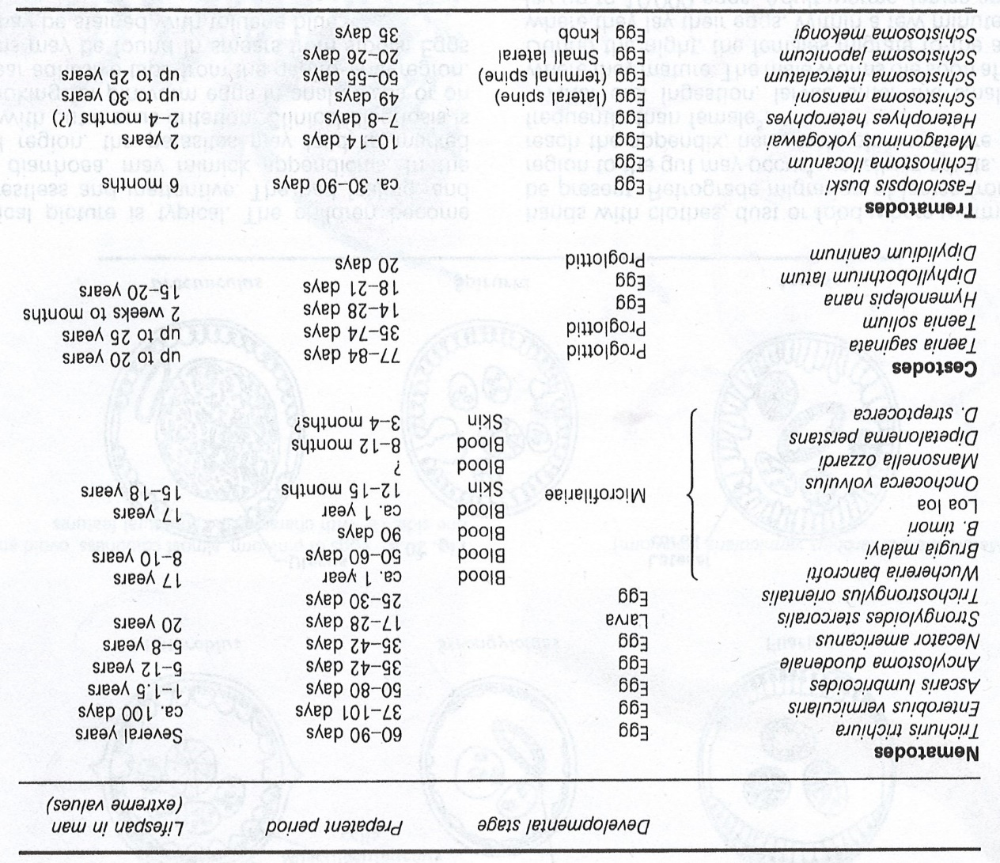 Developmental stage Prepatent period Lifespan in man
(extreme values)
Nematodes
Trichuris trichiura Egg 60–90 days Several years
Enterobius vermicularis Egg 37–101 days ca. 100 days
Ascaris lumbricoides Egg 50–80 days 1–1.5 years
Ancylostoma duodenale Egg 35–42 days 5–12 years
Necator americanus Egg 35–42 days 5–8 years
Strongyloides stercoralis Larva 17–28 days 20 years
Trichostrongylus orientalis Egg 25–30 days
Wuchereria bancrofti Blood ca. 1 year 17 years
Brugia malayi Blood 50–60 days 8–10 years
B. timori Blood 90 days
Loa loa Blood ca. 1 year 17 years
Onchocerca volvulus Microfilariae Skin 12–15 months 15–18 years
Mansonella ozzardi Blood ?
Dipetalonema perstans Blood 8–12 months
D. streptocerca Skin 3–4 months?
Cestodes
Taenia saginata Proglottid 77–84 days up to 20 years
Taenia solium Proglottid 35–74 days up to 25 years
Hymenolepis nana Egg 14–28 days 2 weeks to months
Diphyllobothrium latum Egg 18–21 days 15–20 years
Dipylidium caninum Proglottid 20 days
Trematodes
Fasciolopsis buski Egg ca. 30–90 days 6 months
Echinostoma ilocanum Egg
Metagonimus yokogawai Egg 10–14 days 2 years
Heterophyes heterophyes Egg 7–8 days 2–4 months (?)
Schistosoma mansoni Egg (lateral spine) 49 days up to 30 years
Schistosoma intercalatum Egg (terminal spine) 50–55 days up to 25 years
Schistosoma japonicum Egg Small lateral 20–26 days
Schistosoma mekongi Egg knob 35 days